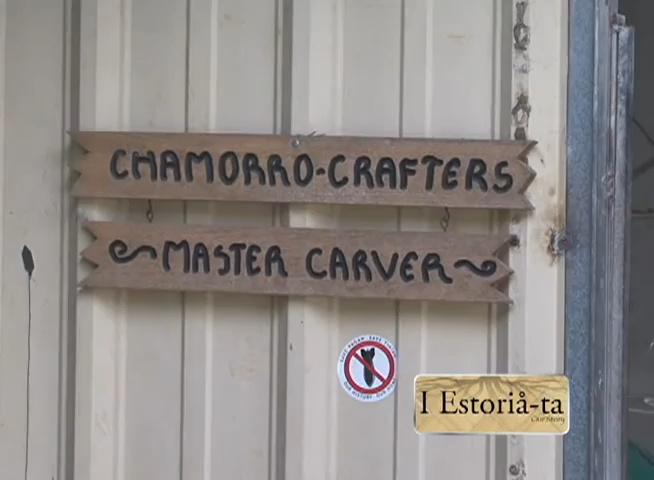 CHAMORRO-CRAFTERS
MASTER CARVER
I Estoriå-ta
Our Story